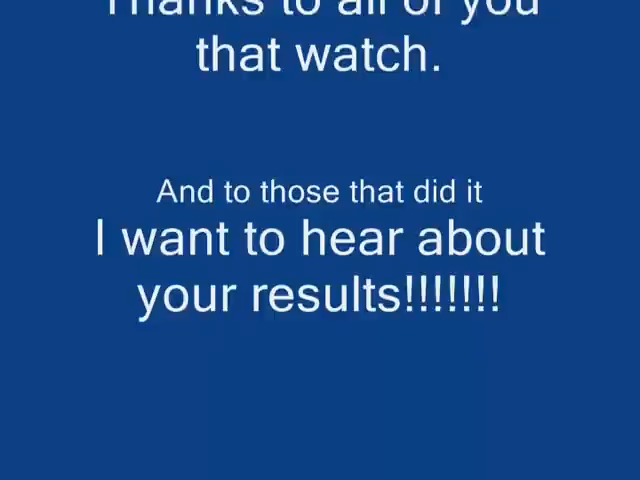 Thanks to all of you
that watch.
And to those that did it
I want to hear about
your results!!!!!!!